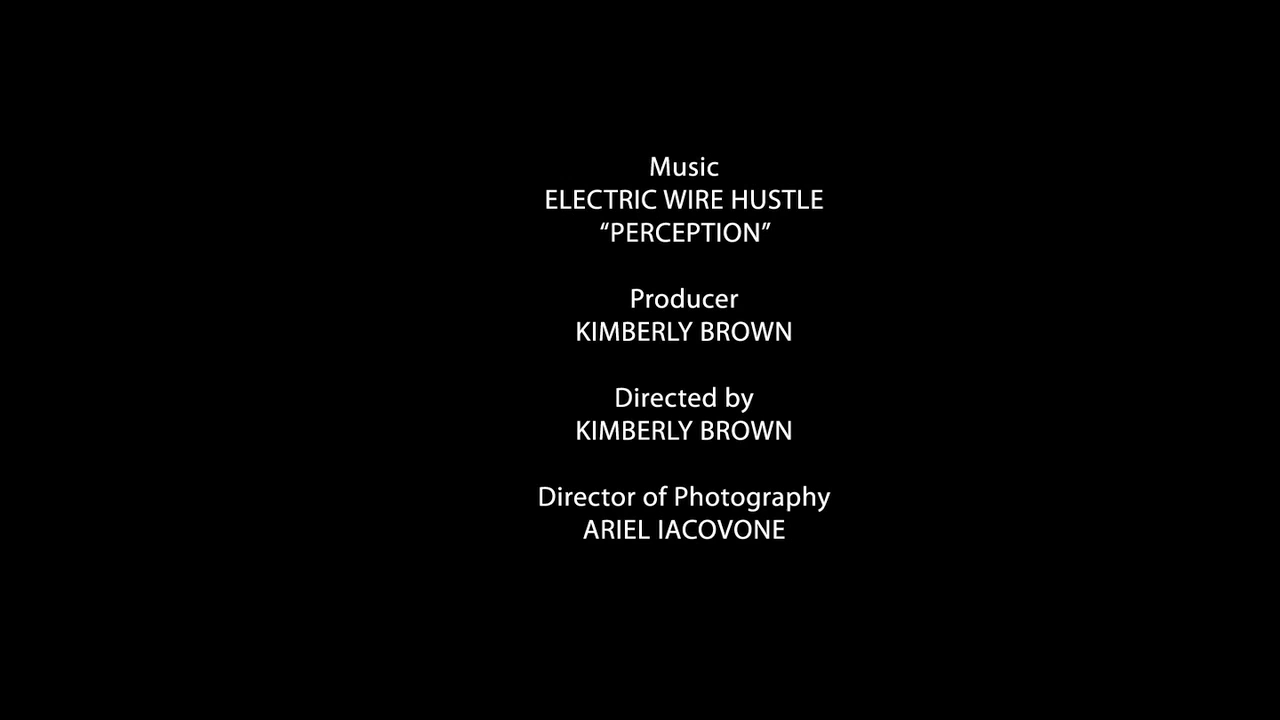 Music
ELECTRIC WIRE HUSTLE
“PERCEPTION”
Producer
KIMBERLY BROWN
Directed by
KIMBERLY BROWN
Director of Photography
ARIEL IACOVONE